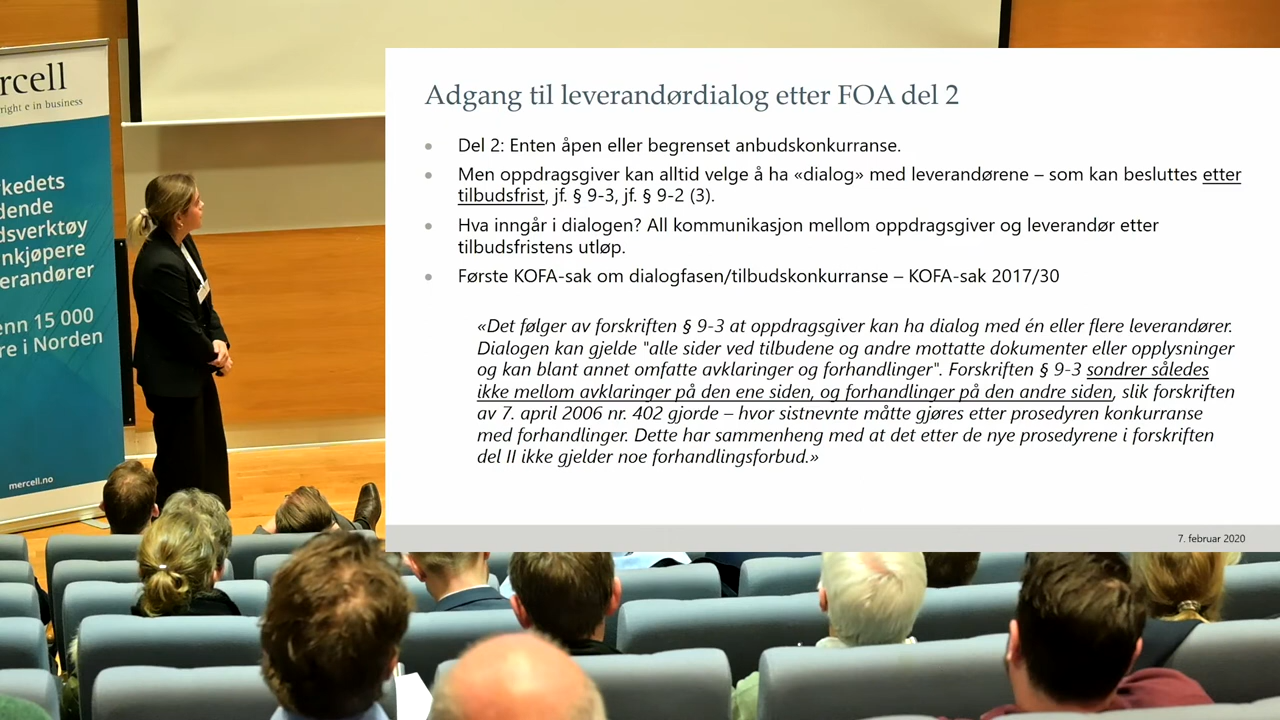 rcell
right e in business
rkedets
dende
dsverktøy
nkjøpere
erandører
enn 15 000
re i Norden
mercell.no
Adgang til leverandørdialog etter FOA del 2
Del 2: Enten åpen eller begrenset anbudskonkurranse.
Men oppdragsgiver kan alltid velge å ha «dialog» med leverandørene – som kan besluttes etter
tilbudsfrist, jf. § 9-3, jf. § 9-2 (3).
Hva inngår i dialogen? All kommunikasjon mellom oppdragsgiver og leverandør etter
tilbudsfristens utløp.
Første KOFA-sak om dialogfasen/tilbudskonkurranse – KOFA-sak 2017/30
«Det følger av forskriften § 9-3 at oppdragsgiver kan ha dialog med én eller flere leverandører.
Dialogen kan gjelde "alle sider ved tilbudene og andre mottatte dokumenter eller opplysninger
og kan blant annet omfatte avklaringer og forhandlinger". Forskriften § 9-3 sondrer således
ikke mellom avklaringer på den ene siden, og forhandlinger på den andre siden, slik forskriften
av 7. april 2006 nr. 402 gjorde – hvor sistnevnte måtte gjøres etter prosedyren konkurranse
med forhandlinger. Dette har sammenheng med at det etter de nye prosedyrene i forskriften
del II ikke gjelder noe forhandlingsforbud.»
7. februar 2020